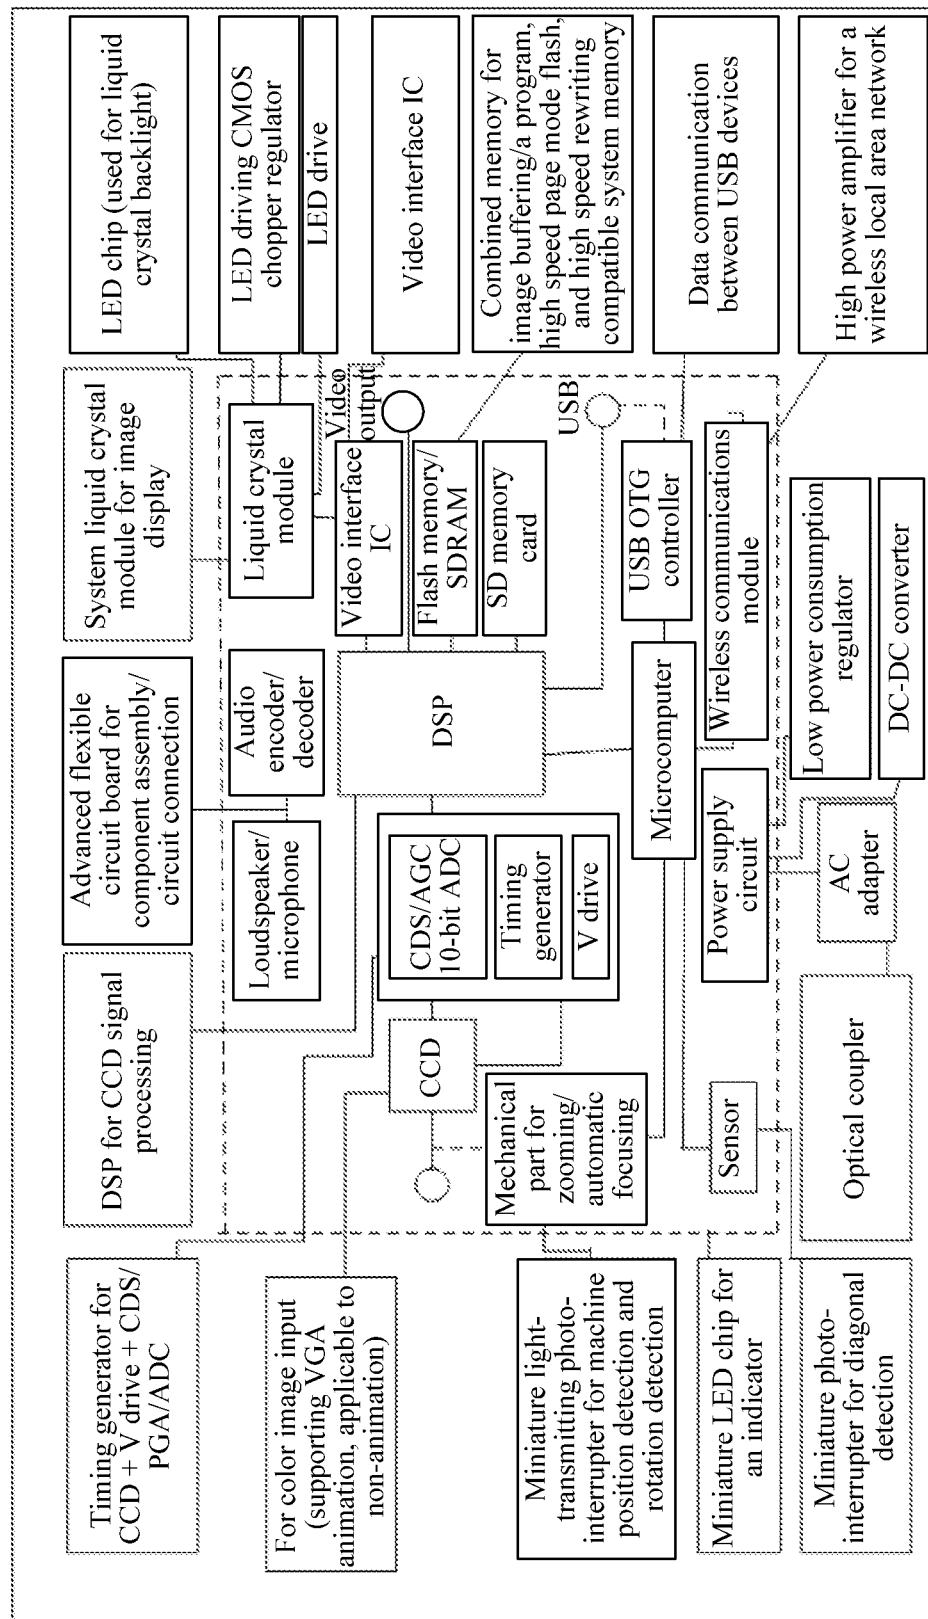 Timing generator for
CCD + V drive + CDS/
PGA/ADC
DSP for CCD signal
processing
Advanced flexible
circuit board for
component assembly/
circuit connection
System liquid crystal
module for image
display
LED chip (used for liquid
crystal backlight)
LED driving CMOS
chopper regulator
LED drive
Video interface IC
Combined memory for
image buffering/a program,
high speed page mode flash,
and high speed rewriting
compatible system memory
Data communication
between USB devices
High power amplifier for a
wireless local area network
For color image input
(supporting VGA
animation, applicable to
non-animation)
Miniature light-
transmitting photo-
interrupter for machine
position detection and
rotation detection
Miniature LED chip for
an indicator
Miniature photo-
interrupter for diagonal
detection
Loudspeaker/
microphone
Audio
encoder/
decoder
Liquid crystal
module
Video
output
Video interface
IC
Flash memory/
SDRAM
SD memory
card
USB
USB OTG
controller
Wireless communications
module
CCD
CDS/AGC
10-bit ADC
Timing
generator
V drive
DSP
Microcomputer
Mechanical
part for
zooming/
automatic
focusing
Sensor
Power supply
circuit
Optical coupler
AC
adapter
Low power consumption
regulator
DC-DC converter